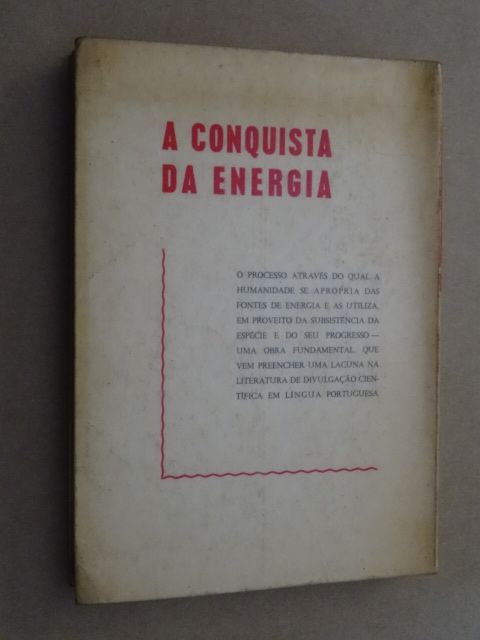 A CONQUISTA
DA ENERGIA
O PROCESSO ATRAVÉS DO QUAL A
HUMANIDADE SE APROPRIA DAS
FONTES DE ENERGIA E AS UTILIZA,
EM PROVEITO DA SUBSISTÊNCIA DA
ESPÉCIE E DO SEU PROGRESSO —
UMA OBRA FUNDAMENTAL, QUE
VEM PREENCHER UMA LACUNA NA
LITERATURA DE DIVULGAÇÃO CIEN-
TÍFICA EM LÍNGUA PORTUGUESA